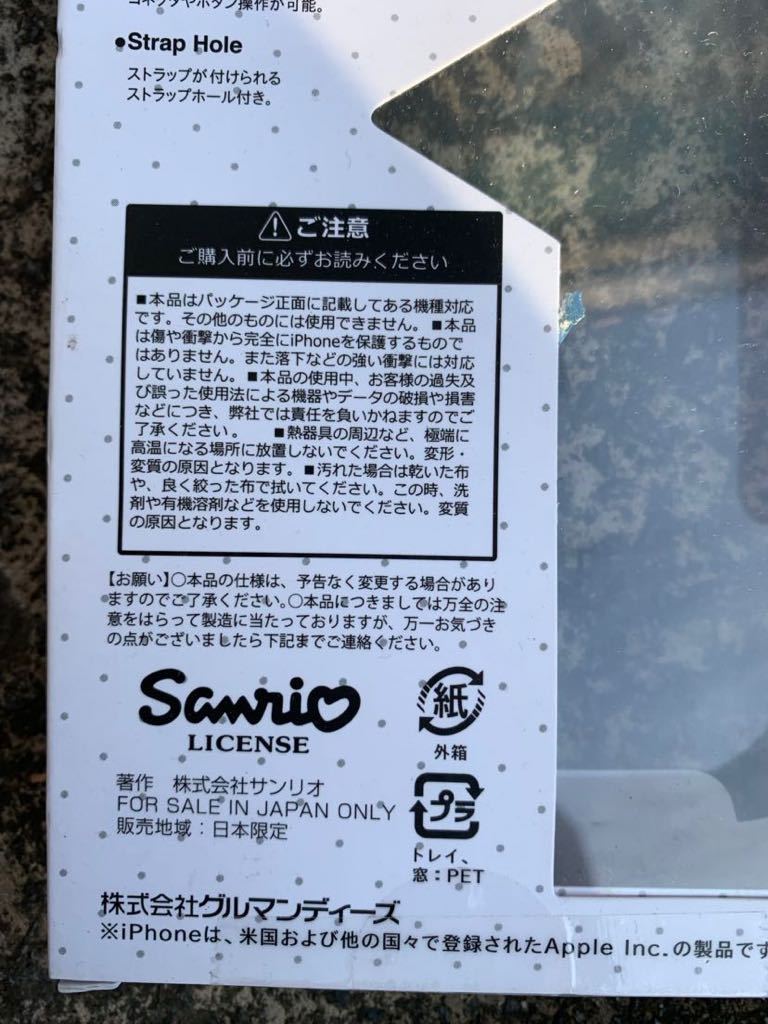 コネクタやボタン操作が可能。
●Strap Hole
ストラップが付けられる
ストラップホール付き。
ご注意
ご購入前に必ずお読みください
■本品はパッケージ正面に記載してある機種対応
です。その他のものには使用できません。■本品
は傷や衝撃から完全にiPhoneを保護するもので
はありません。また落下などの強い衝撃には対応
していません。■本品の使用中、お客様の過失及
び誤った使用法による機器やデータの破損や損害
などにつき、弊社では責任を負いかねますのでご
了承ください。 ■熱器具の周辺など、極端に
高温になる場所に放置しないでください。変形・
変質の原因となります。■汚れた場合は乾いた布
や、良く絞った布で拭いてください。この時、洗
剤や有機溶剤などを使用しないでください。変質
の原因となります。
【お願い】○本品の仕様は、予告なく変更する場合があり
ますのでご了承ください。○本品につきましては万全の注
意をはらって製造に当たっておりますが、万一お気づき
の点がございましたら下記までご連絡ください。
Sanrio
LICENSE
紙
外箱
著作 株式会社サンリオ
FOR SALE IN JAPAN ONLY
販売地域：日本限定
プラ
トレイ、
窓：PET
株式会社グルマンディーズ
※iPhoneは、米国および他の国々で登録されたApple Inc.の製品です